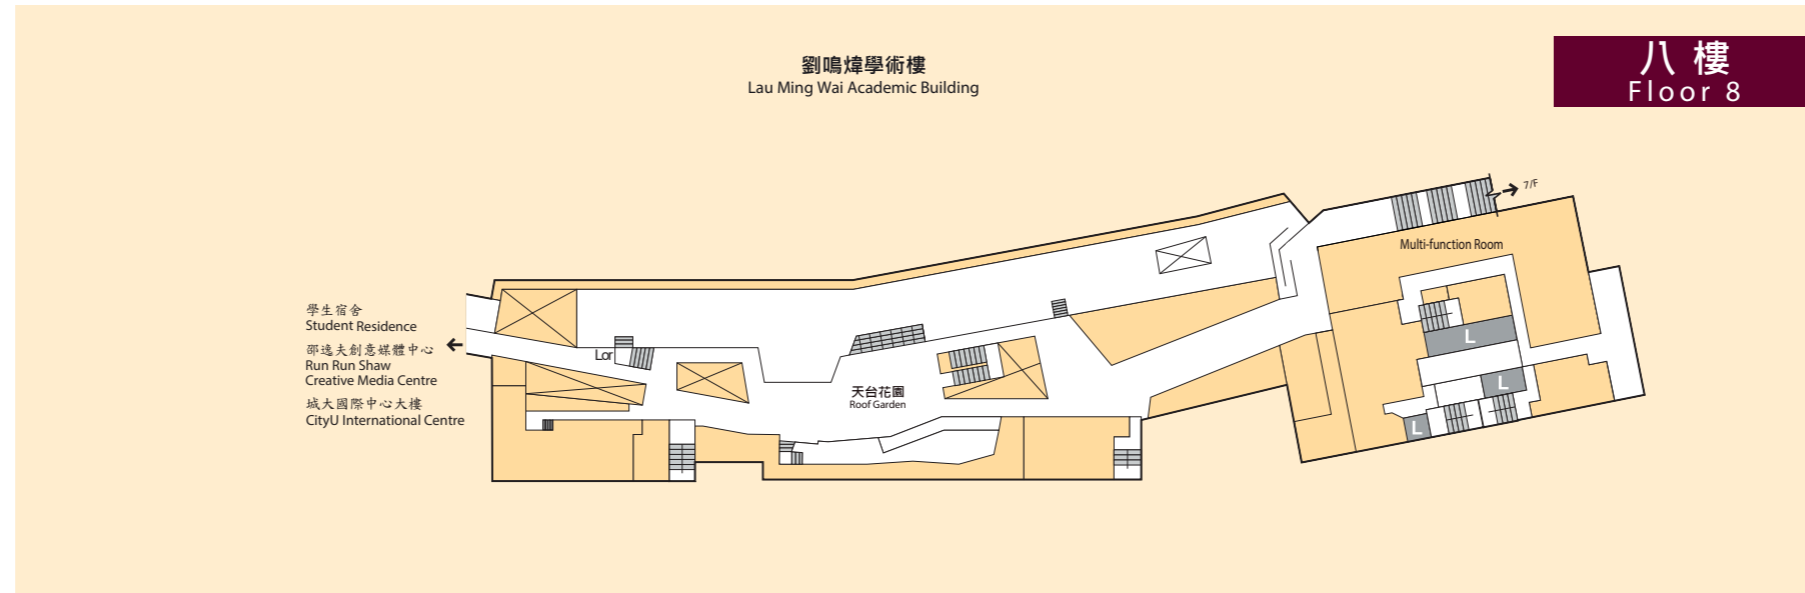 劉鳴煒學術樓
Lau Ming Wai Academic Building
八樓
Floor 8
7/F
Multi-function Room
學生宿舍
Student Residence
邵逸夫創意媒體中心
Run Run Shaw
Creative Media Centre
城大國際中心大樓
CityU International Centre
Lor
天台花園
Roof Garden
L
L
L